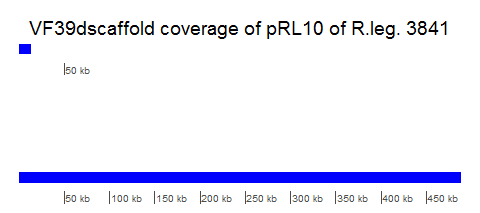 VF39dscaffold coverage of pRL10 of R.leg. 3841
50 kb
50 kb 100 kb 150 kb 200 kb 250 kb 300 kb 350 kb 400 kb 450 kb